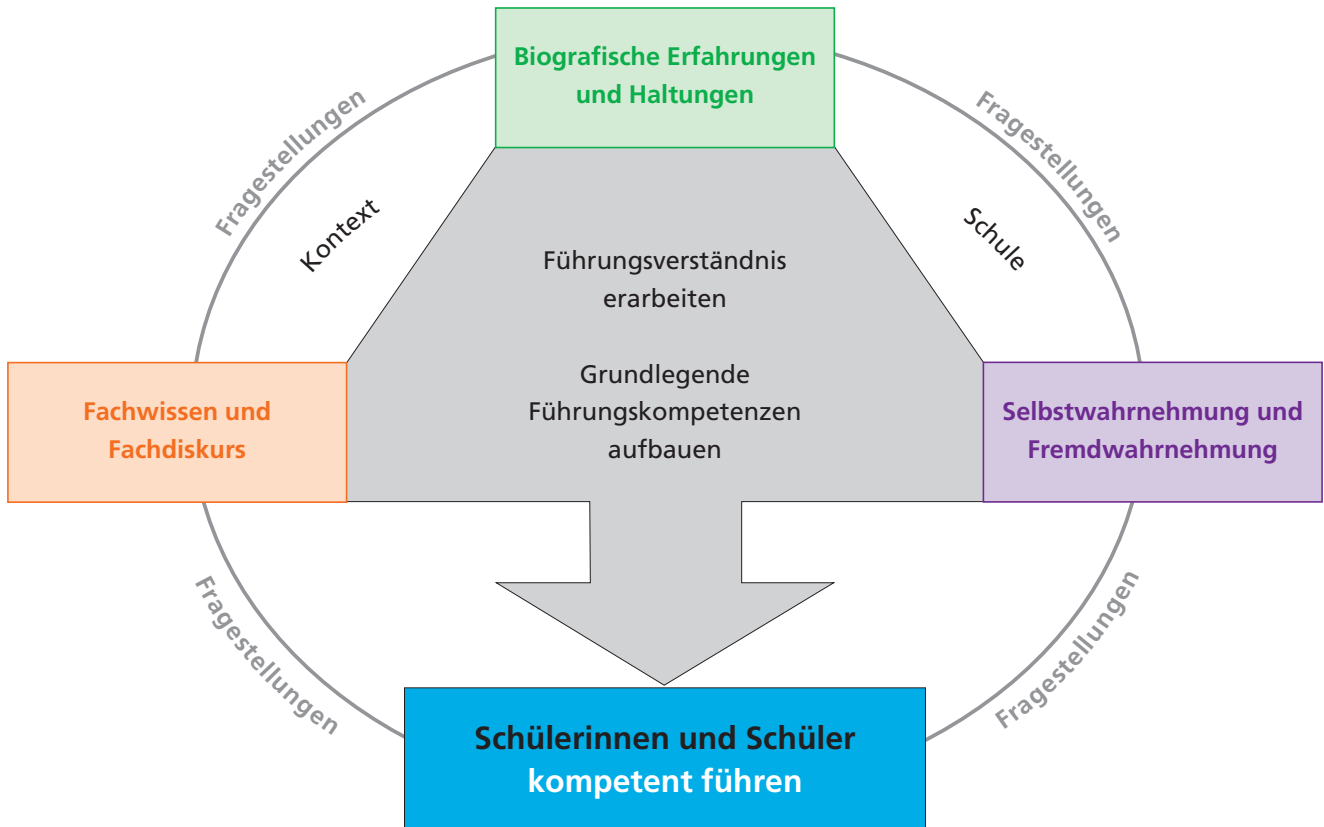 Biografische Erfahrungen
und Haltungen
Fragestellungen
Fragestellungen
Kontext
Schule
Führungsverständnis
erarbeiten
Grundlegende
Führungskompetenzen
aufbauen
Fachwissen und
Fachdiskurs
Selbstwahrnehmung und
Fremdwahrnehmung
Fragestellungen
Fragestellungen
Schülerinnen und Schüler
kompetent führen